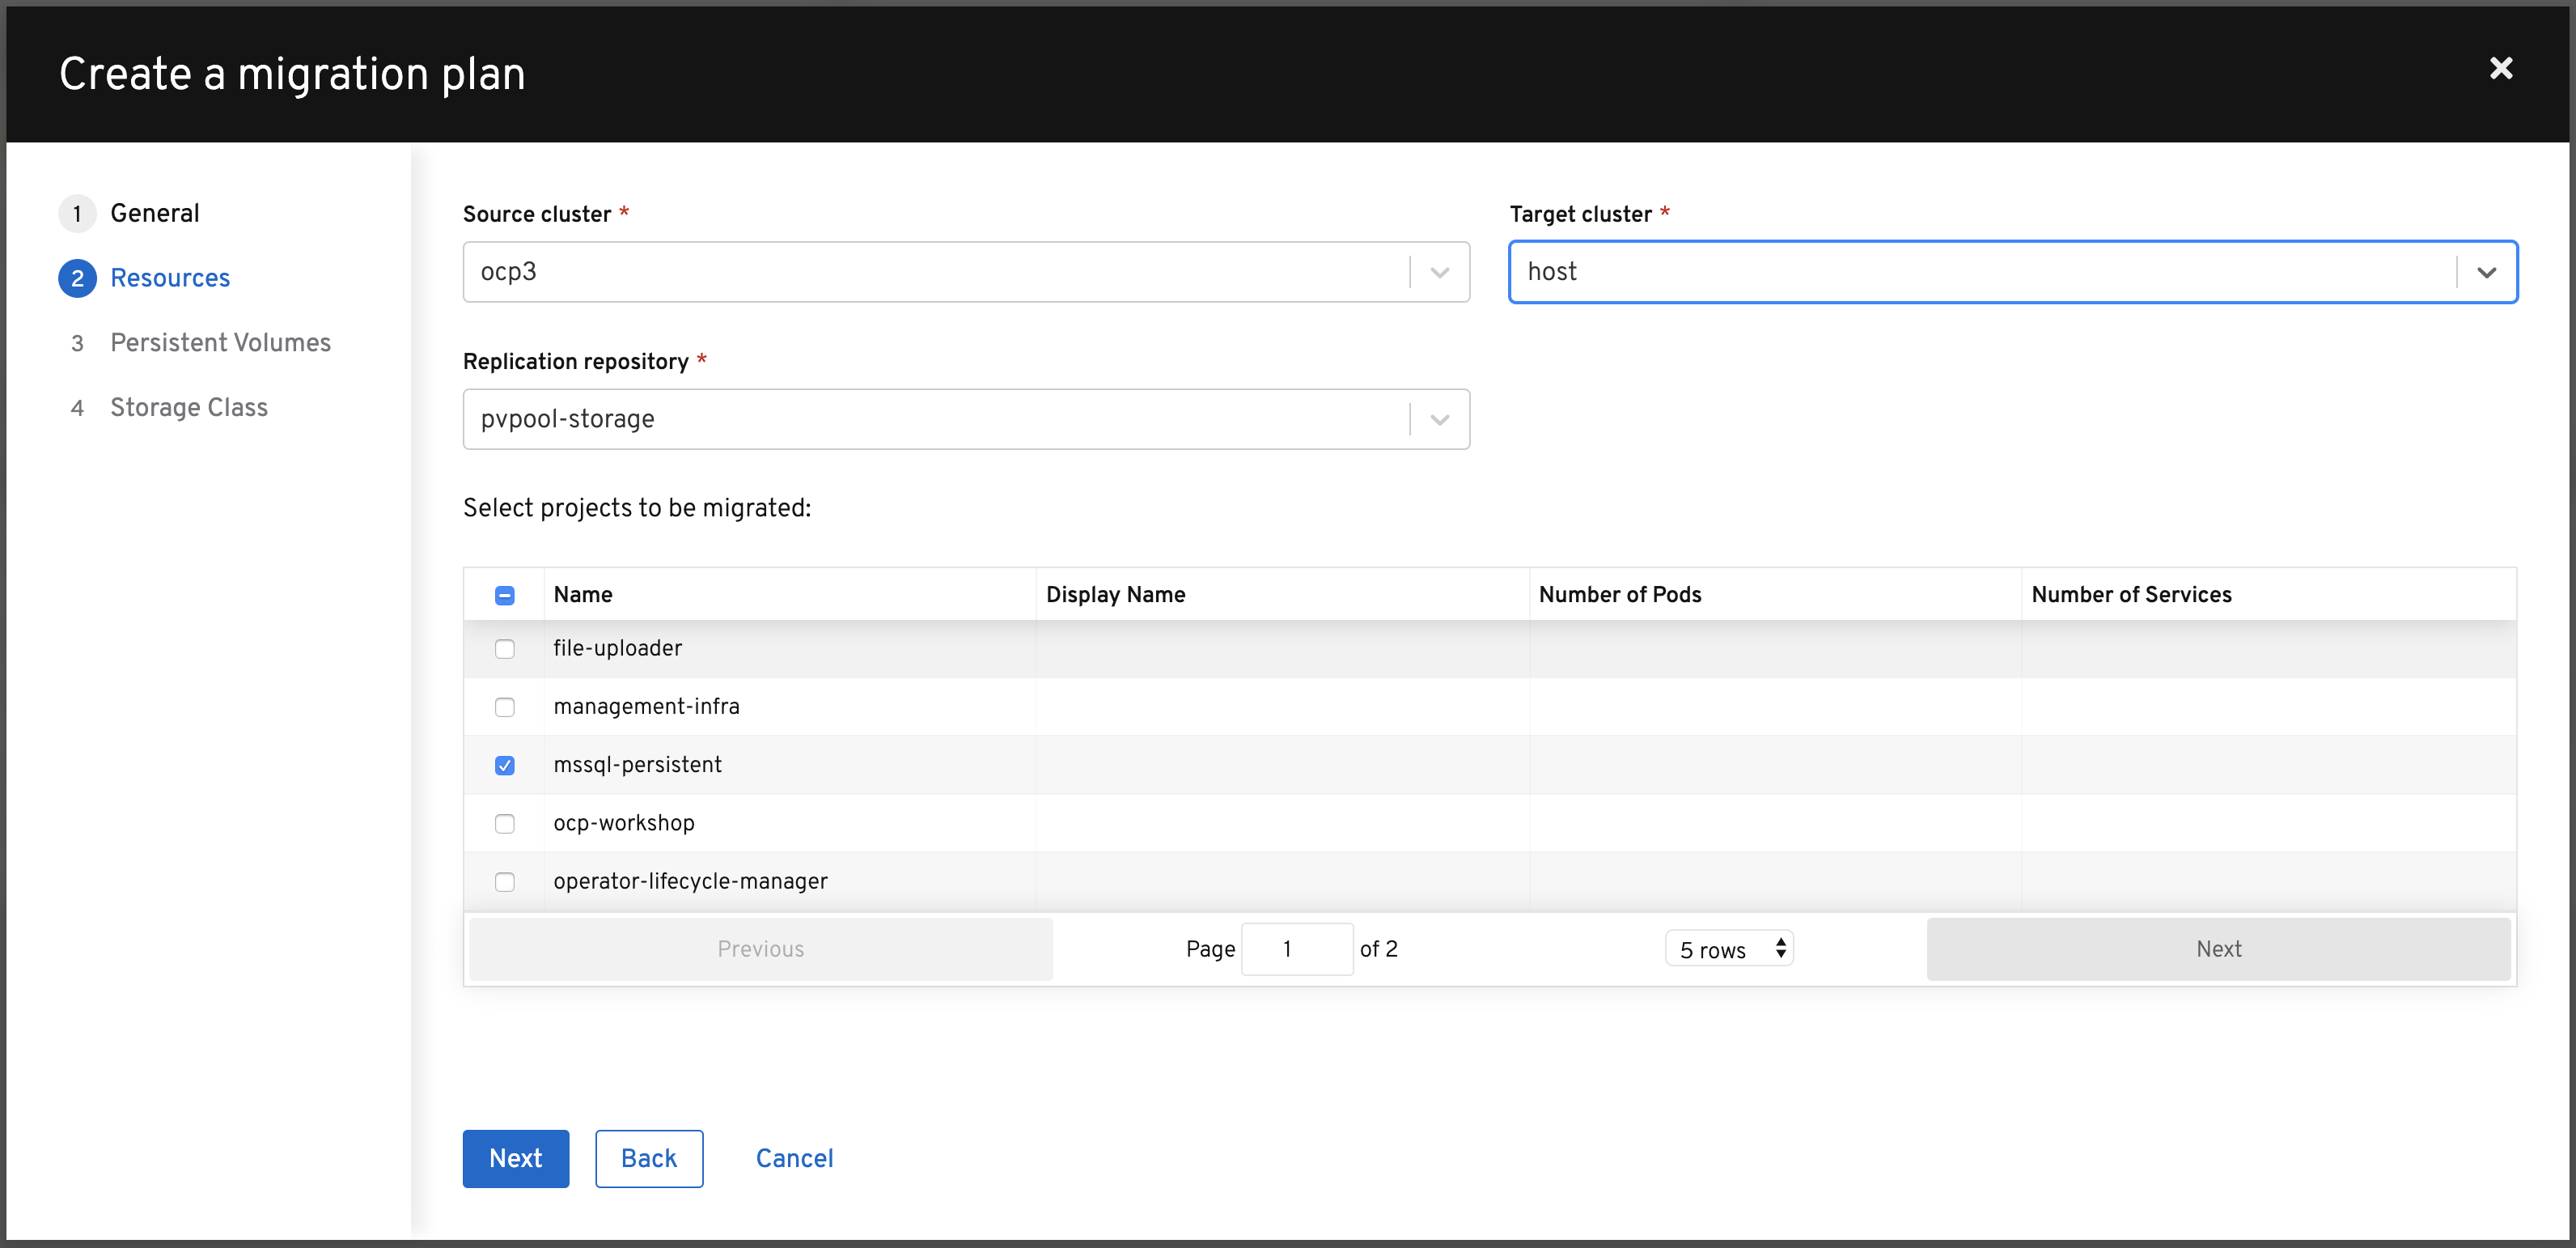 Create a migration plan
1 General
2 Resources
3 Persistent Volumes
4 Storage Class
Source cluster *
ocp3
Target cluster *
host
Replication repository *
pvpool-storage
Select projects to be migrated:
Name Display Name Number of Pods Number of Services
file-uploader
management-infra
mssql-persistent
ocp-workshop
operator-lifecycle-manager
Previous Page 1 of 2 5 rows Next
Next Back Cancel